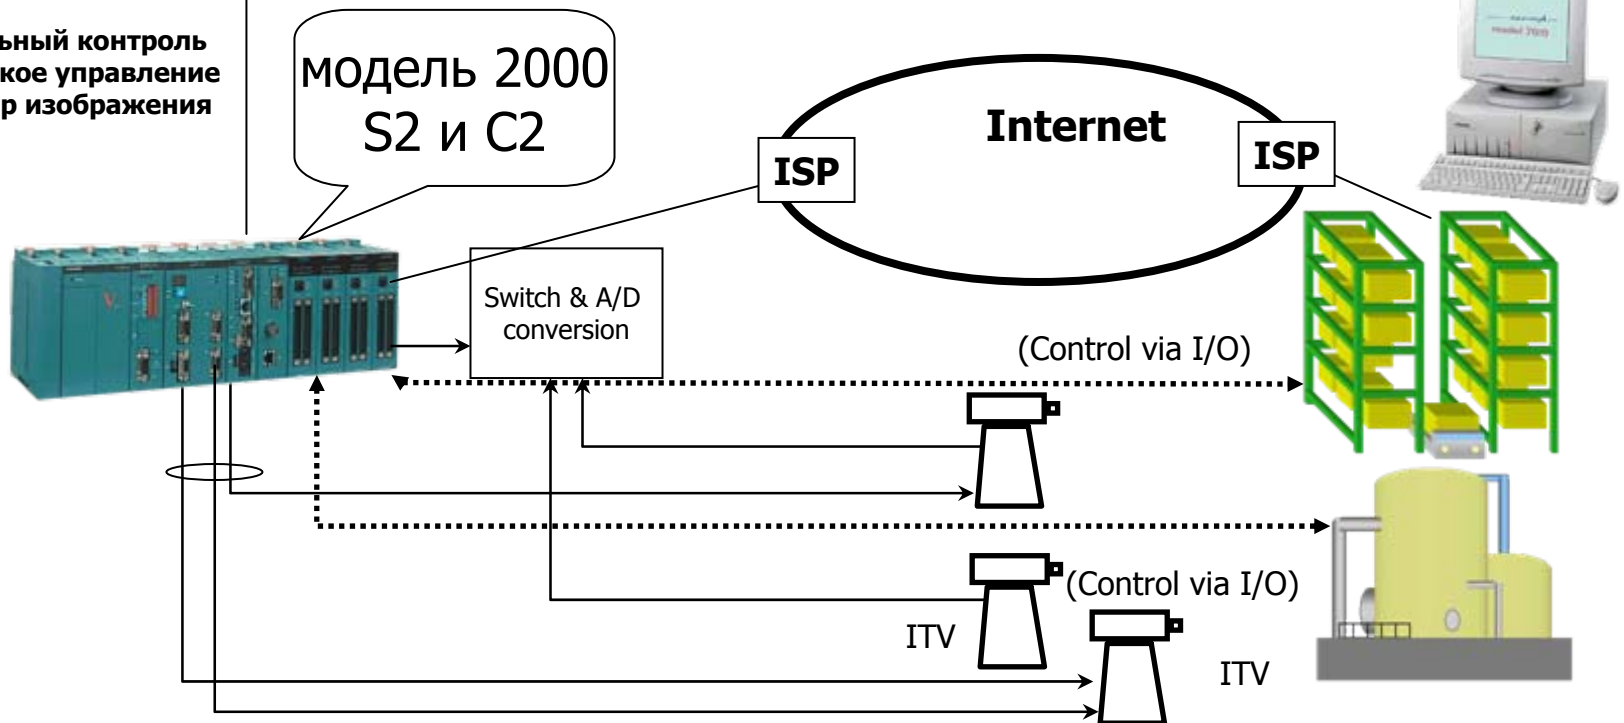 ьный контроль
кое управление
р изображения
модель 2000
S2 и C2
Internet
ISP
ISP
Switch & A/D
conversion
(Control via I/O)
(Control via I/O)
ITV
ITV
V